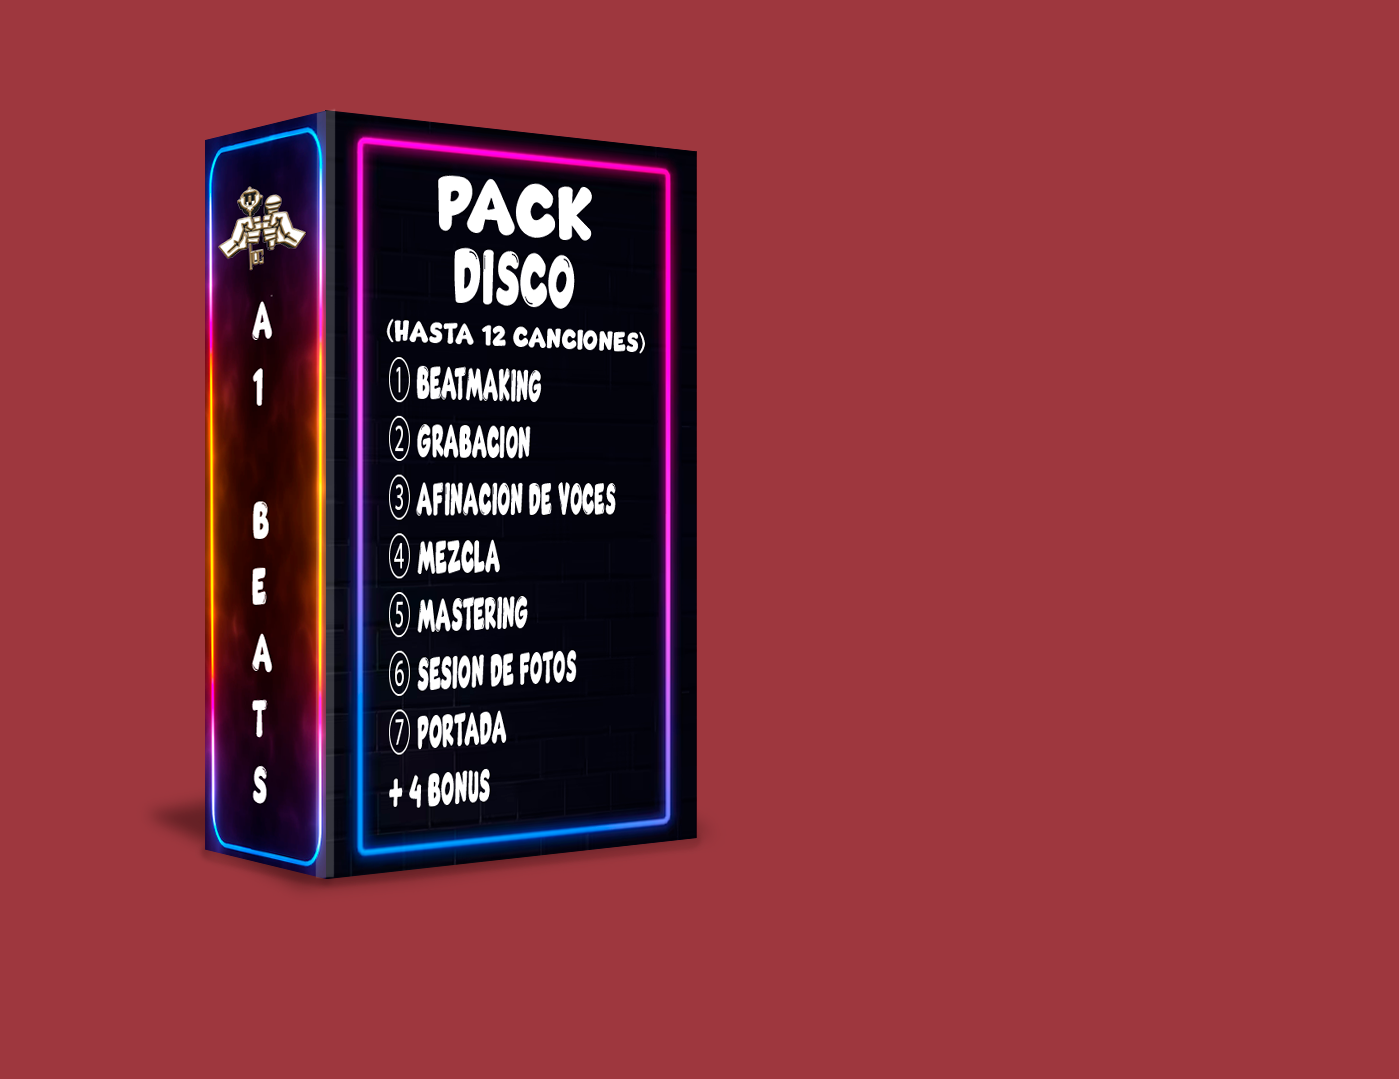 A
1
B
E
A
T
S
PACK
DISCO
(HASTA 12 CANCIONES)
① BEATMAKING
② GRABACION
③ AFINACION DE VOCES
④ MEZCLA
⑤ MASTERING
⑥ SESION DE FOTOS
⑦ PORTADA
+ 4 BONUS